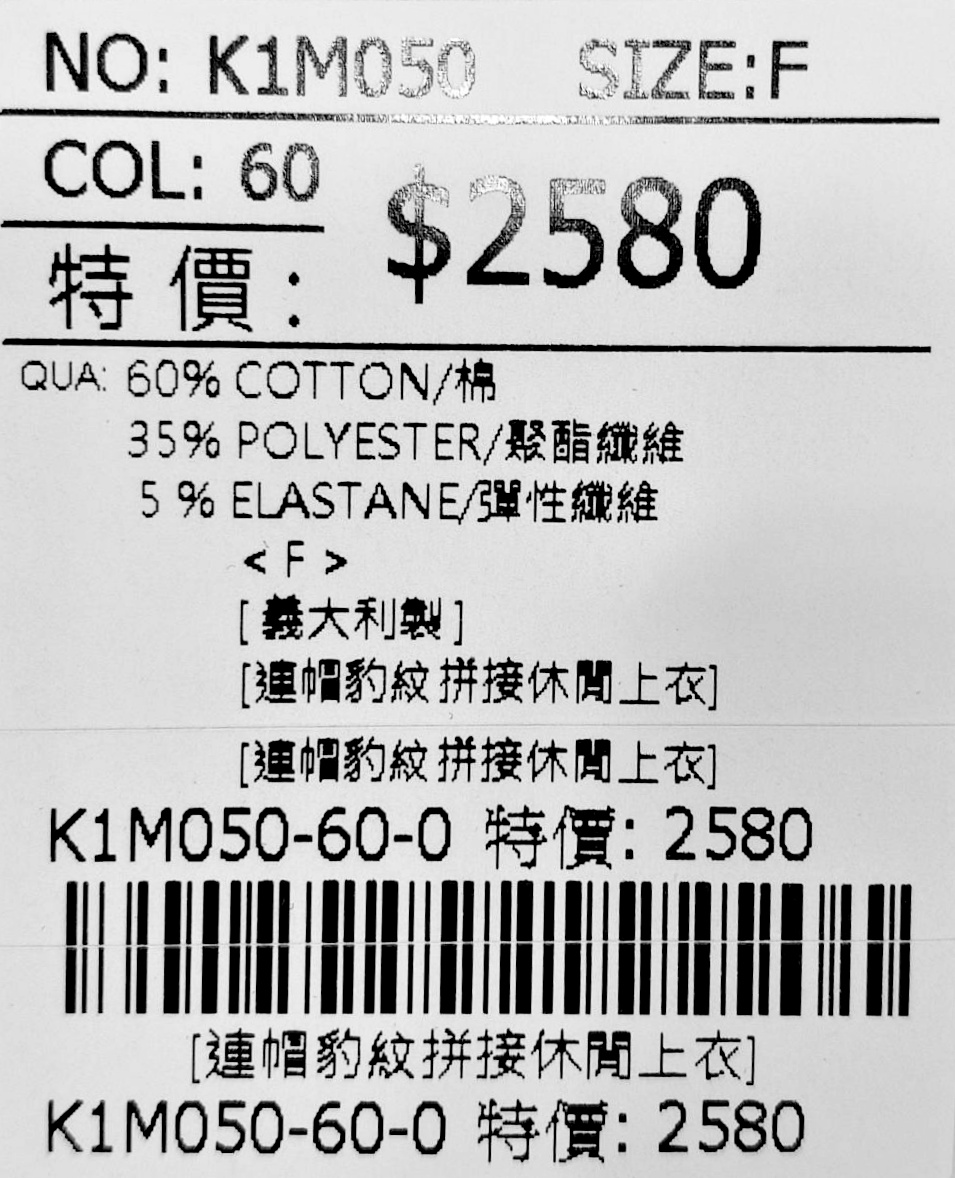 NO: K1M050 SIZE:F
COL: 60
$2580
特 價 :
QUA: 60% COTTON/棉
35% POLYESTER/聚酯纖維
5 % ELASTANE/彈性纖維
< F >
[ 義大利製 ]
[連帽豹紋拼接休閒上衣]
[連帽豹紋拼接休閒上衣]
K1M050-60-0 特價: 2580
[連帽豹紋拼接休閒上衣]
K1M050-60-0 特價: 2580